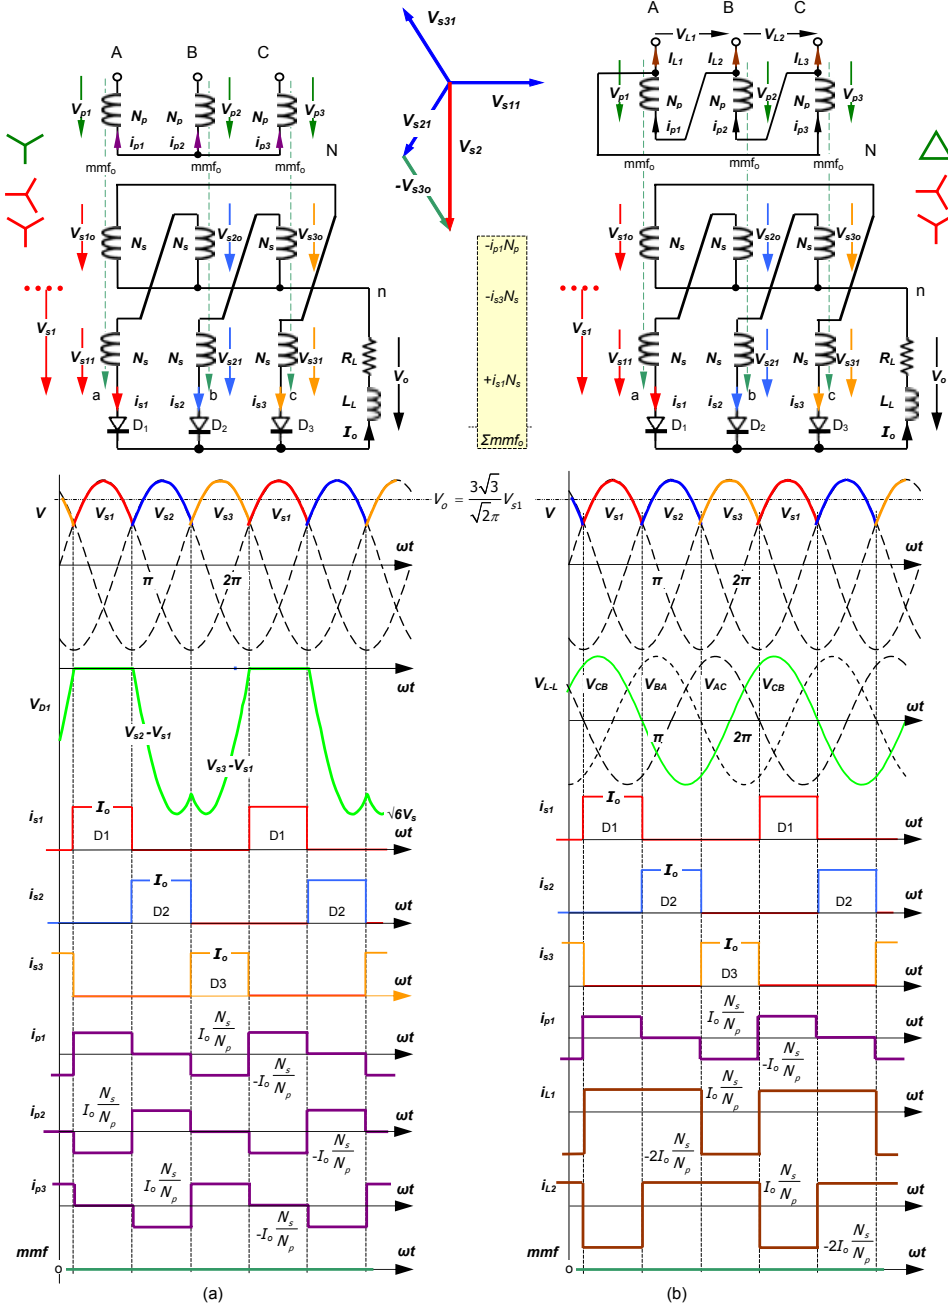 A B C
V_p1 N_p N_p V_p2 N_p V_p3
i_p1 i_p2 i_p3
mmf_o mmf_o mmf_o
N
V_s1o N_s N_s V_s2o N_s V_s3o
n
V_s1
V_s11 N_s N_s V_s21 N_s V_s31
R_L
V_o
a b c
i_s1 i_s2 i_s3
L_L
D1 D2 D3
I_o
V_s31
V_s11
V_s21
V_s2
-V_s3o
-i_p1N_p
-i_s3N_s
+i_s1N_s
Σmmf_o
A B C
V_L1 V_L2
I_L1 I_L2 I_L3
V_p1 N_p N_p V_p2 N_p V_p3
i_p1 i_p2 i_p3
mmf_o mmf_o mmf_o
N
V_s1o N_s N_s V_s2o N_s V_s3o
n
V_s1
V_s11 N_s N_s V_s21 N_s V_s31
R_L
V_o
a b c
i_s1 i_s2 i_s3
L_L
D1 D2 D3
I_o
V V_s1 V_s2 V_s3 V_s1
V_o = 3√3/√2π V_s1
ωt
π 2π
ωt
V_D1
V_s2-V_s1
V_s3-V_s1
√6V_s
i_s1 I_o
D1 D1 ωt
i_s2 I_o
D2 D2 ωt
i_s3 I_o
D3 ωt
i_p1 I_o N_s/N_p ωt
-I_o N_s/N_p
i_p2 I_o N_s/N_p ωt
-I_o N_s/N_p
i_p3 I_o N_s/N_p ωt
-I_o N_s/N_p
mmf ωt
o
(a)
V V_s1 V_s2 V_s3 V_s1
ωt
π 2π
V_L-L V_CB V_BA V_AC V_CB
ωt
π 2π
i_s1 I_o
D1 D1 ωt
i_s2 I_o
D2 D2 ωt
i_s3 I_o
D3 ωt
i_p1 I_o N_s/N_p ωt
-I_o N_s/N_p
i_L1 I_o N_s/N_p ωt
-2I_o N_s/N_p
i_L2 I_o N_s/N_p ωt
-2I_o N_s/N_p
mmf ωt
o
(b)